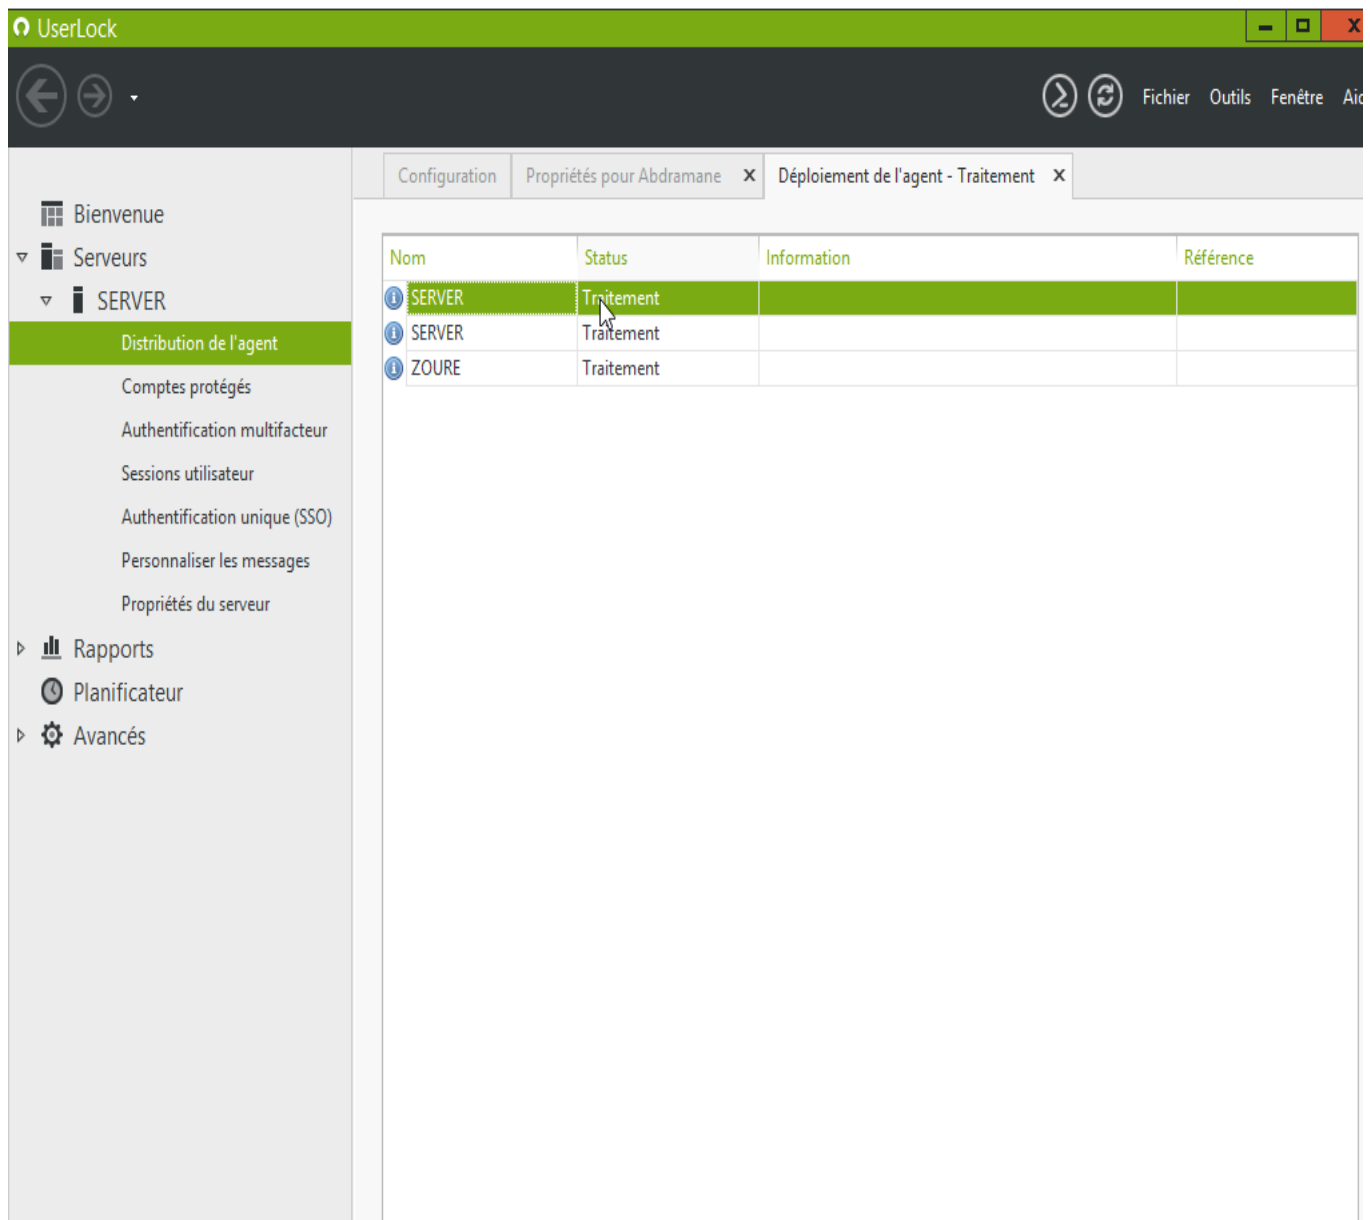 UserLock
Fichier Outils Fenêtre Aid
Configuration Propriétés pour Abdramane X Déploiement de l'agent - Traitement X
Bienvenue
Serveurs
SERVER
Distribution de l'agent
Comptes protégés
Authentification multifacteur
Sessions utilisateur
Authentification unique (SSO)
Personnaliser les messages
Propriétés du serveur
Rapports
Planificateur
Avancés
Nom Status Information Référence
SERVER Traitement
SERVER Traitement
ZOURE Traitement